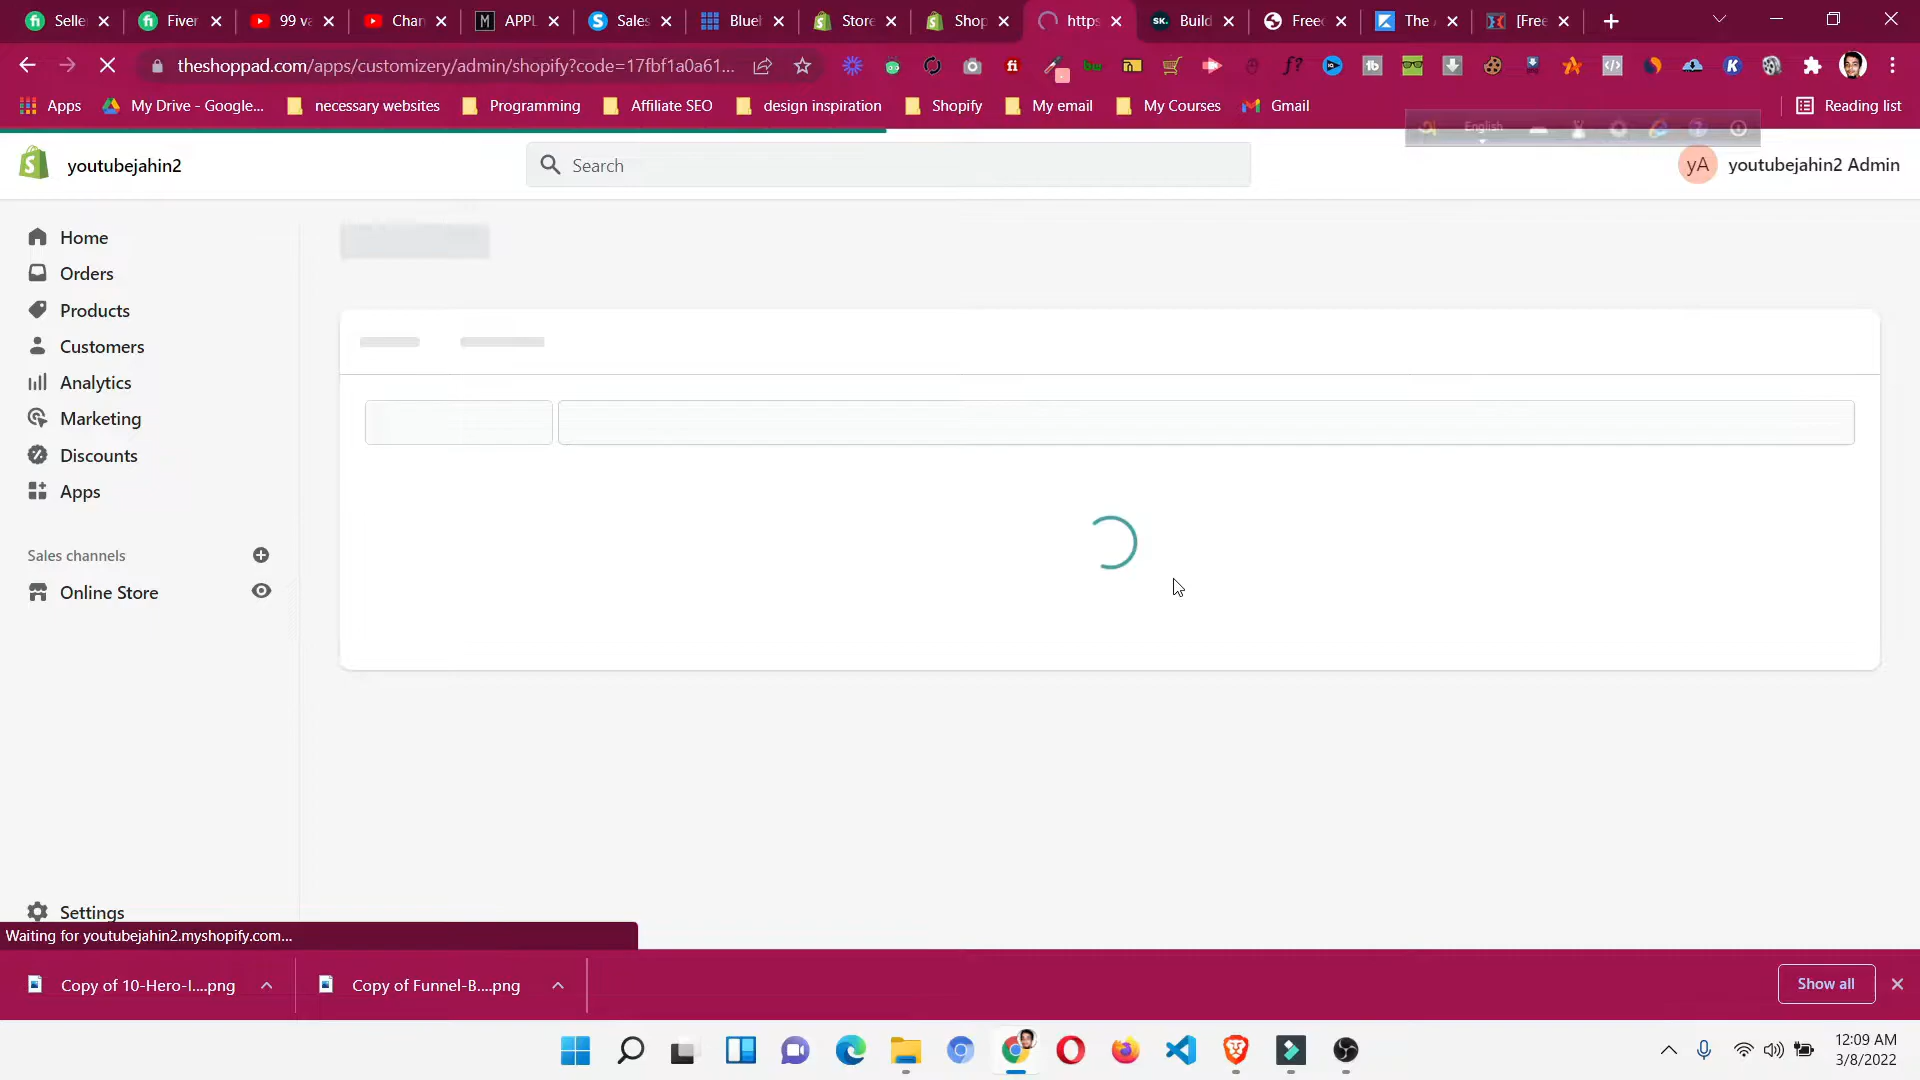 Selle
Fiver
99 va
Chan
APPL
Sales
Blueh
Store
Shop
https
Build
Free
The
[Free
theshoppad.com/apps/customizery/admin/shopify?code=17fbf1a0a61...
Apps
My Drive - Google...
necessary websites
Programming
Affiliate SEO
design inspiration
Shopify
My email
My Courses
Gmail
Reading list
English
youtubejahin2
Search
yA
youtubejahin2 Admin
Home
Orders
Products
Customers
Analytics
Marketing
Discounts
Apps
Sales channels
Online Store
Settings
Waiting for youtubejahin2.myshopify.com...
Copy of 10-Hero-I....png
Copy of Funnel-B....png
Show all
12:09 AM
3/8/2022